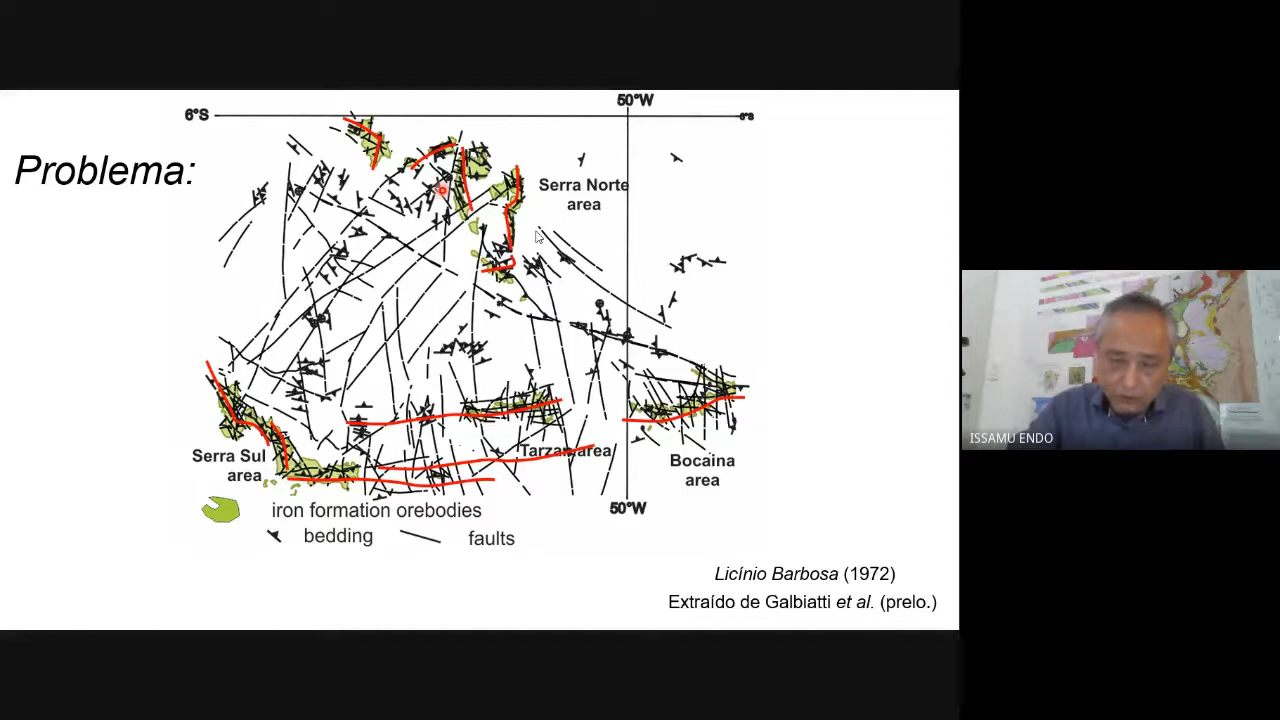 50°W
6°S
6°S
Problema:
Serra Norte
area
Serra Sul
area
Tarzan area
Bocaina
area
50°W
iron formation orebodies
bedding
faults
Licínio Barbosa (1972)
Extraído de Galbiatti et al. (prelo.)
ISSAMU ENDO